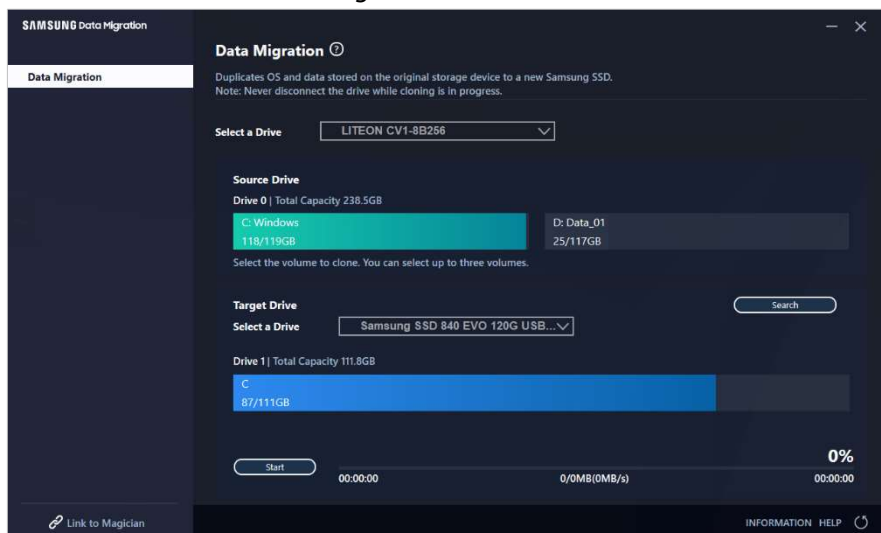 SAMSUNG Data Migration
Data Migration
Data Migration ?
Duplicates OS and data stored on the original storage device to a new Samsung SSD.
Note: Never disconnect the drive while cloning is in progress.
Select a Drive LITEON CV1-8B256
Source Drive
Drive 0 | Total Capacity 238.5GB
C: Windows D: Data_01
118/119GB 25/117GB
Select the volume to clone. You can select up to three volumes.
Target Drive Search
Select a Drive Samsung SSD 840 EVO 120G USB...
Drive 1 | Total Capacity 111.8GB
C
87/111GB
0%
Start
00:00:00 0/0MB(0MB/s) 00:00:00
Link to Magician INFORMATION HELP